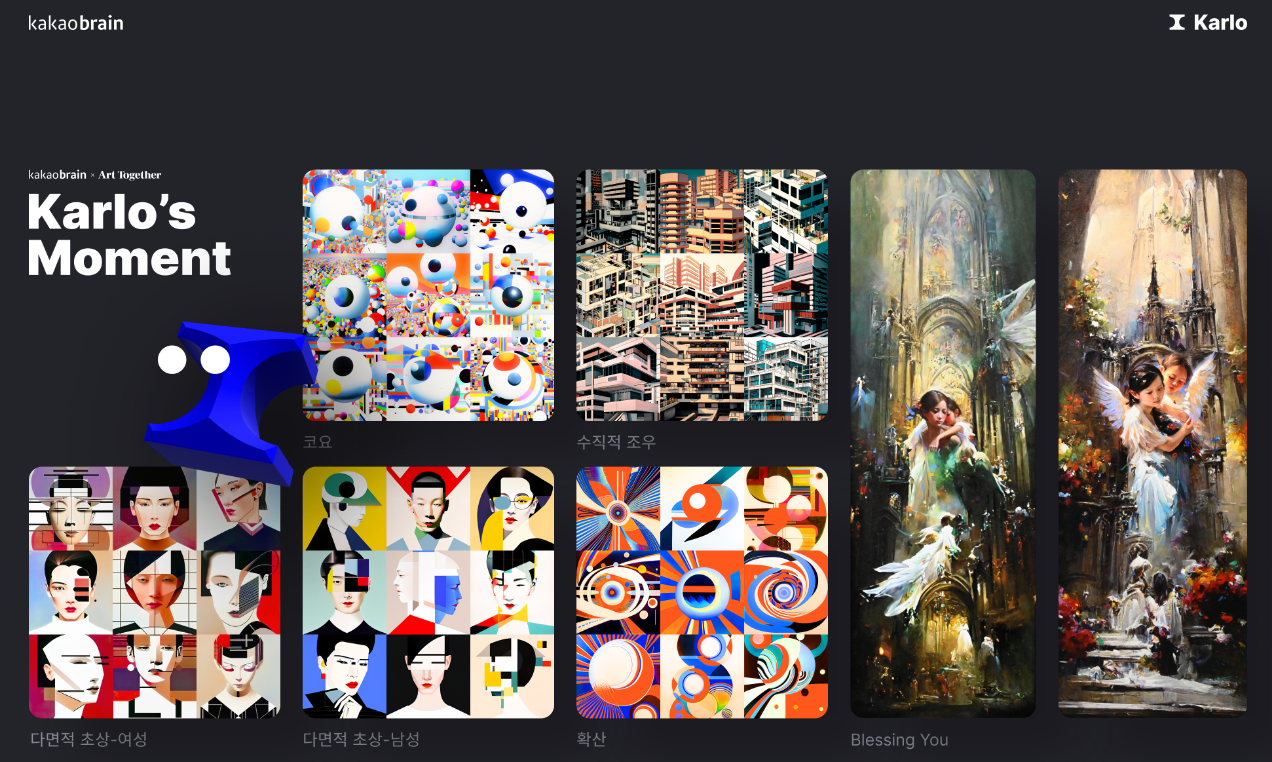 kakaobrain
Karlo
kakaobrain × Art Together
Karlo's
Moment
코요
수직적 조우
다면적 초상-여성
다면적 초상-남성
확산
Blessing You